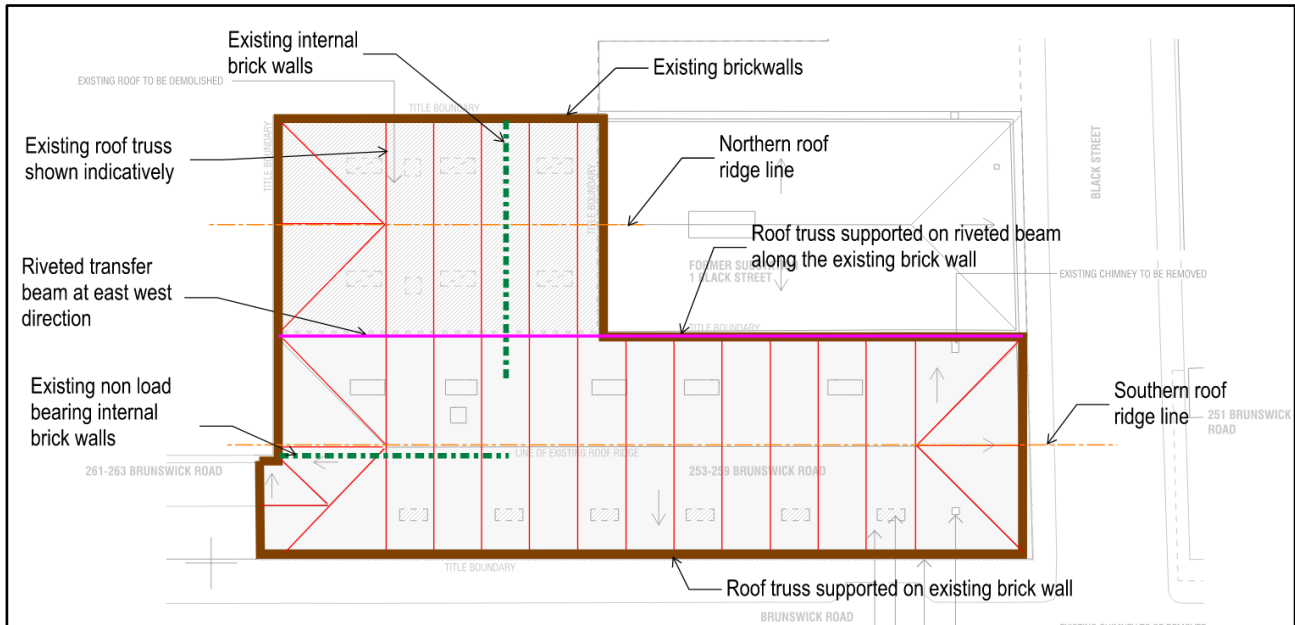 Existing internal
brick walls
Existing brickwalls
EXISTING ROOF TO BE DEMOLISHED
TITLE BOUNDARY
TITLE BOUNDARY
Existing roof truss
shown indicatively
Northern roof
ridge line
BLACK STREET
TITLE BOUNDARY
Roof truss supported on riveted beam
along the existing brick wall
Riveted transfer
beam at east west
direction
FORMER
1 BLACK STREET
EXISTING CHIMNEY TO BE REMOVED
TITLE BOUNDARY
Existing non load
bearing internal
brick walls
Southern roof
ridge line
251 BRUNSWICK
ROAD
LINE OF EXISTING ROOF RIDGE
261-263 BRUNSWICK ROAD
253-259 BRUNSWICK ROAD
TITLE BOUNDARY
Roof truss supported on existing brick wall
BRUNSWICK ROAD